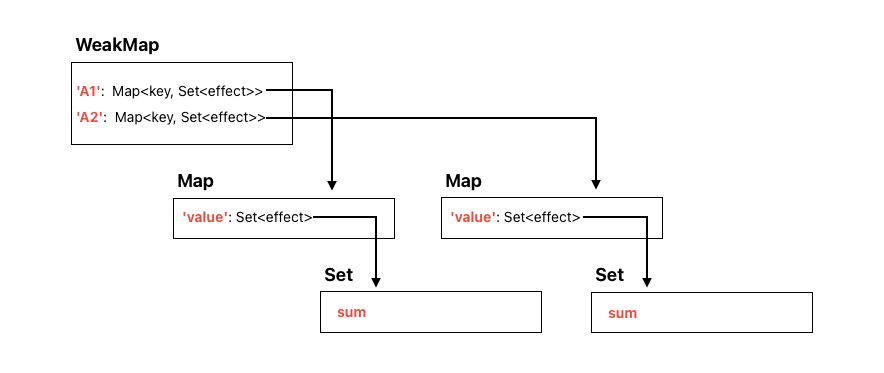 WeakMap
'A1': Map<key, Set<effect>>
'A2': Map<key, Set<effect>>
Map
'value': Set<effect>
Map
'value': Set<effect>
Set
sum
Set
sum